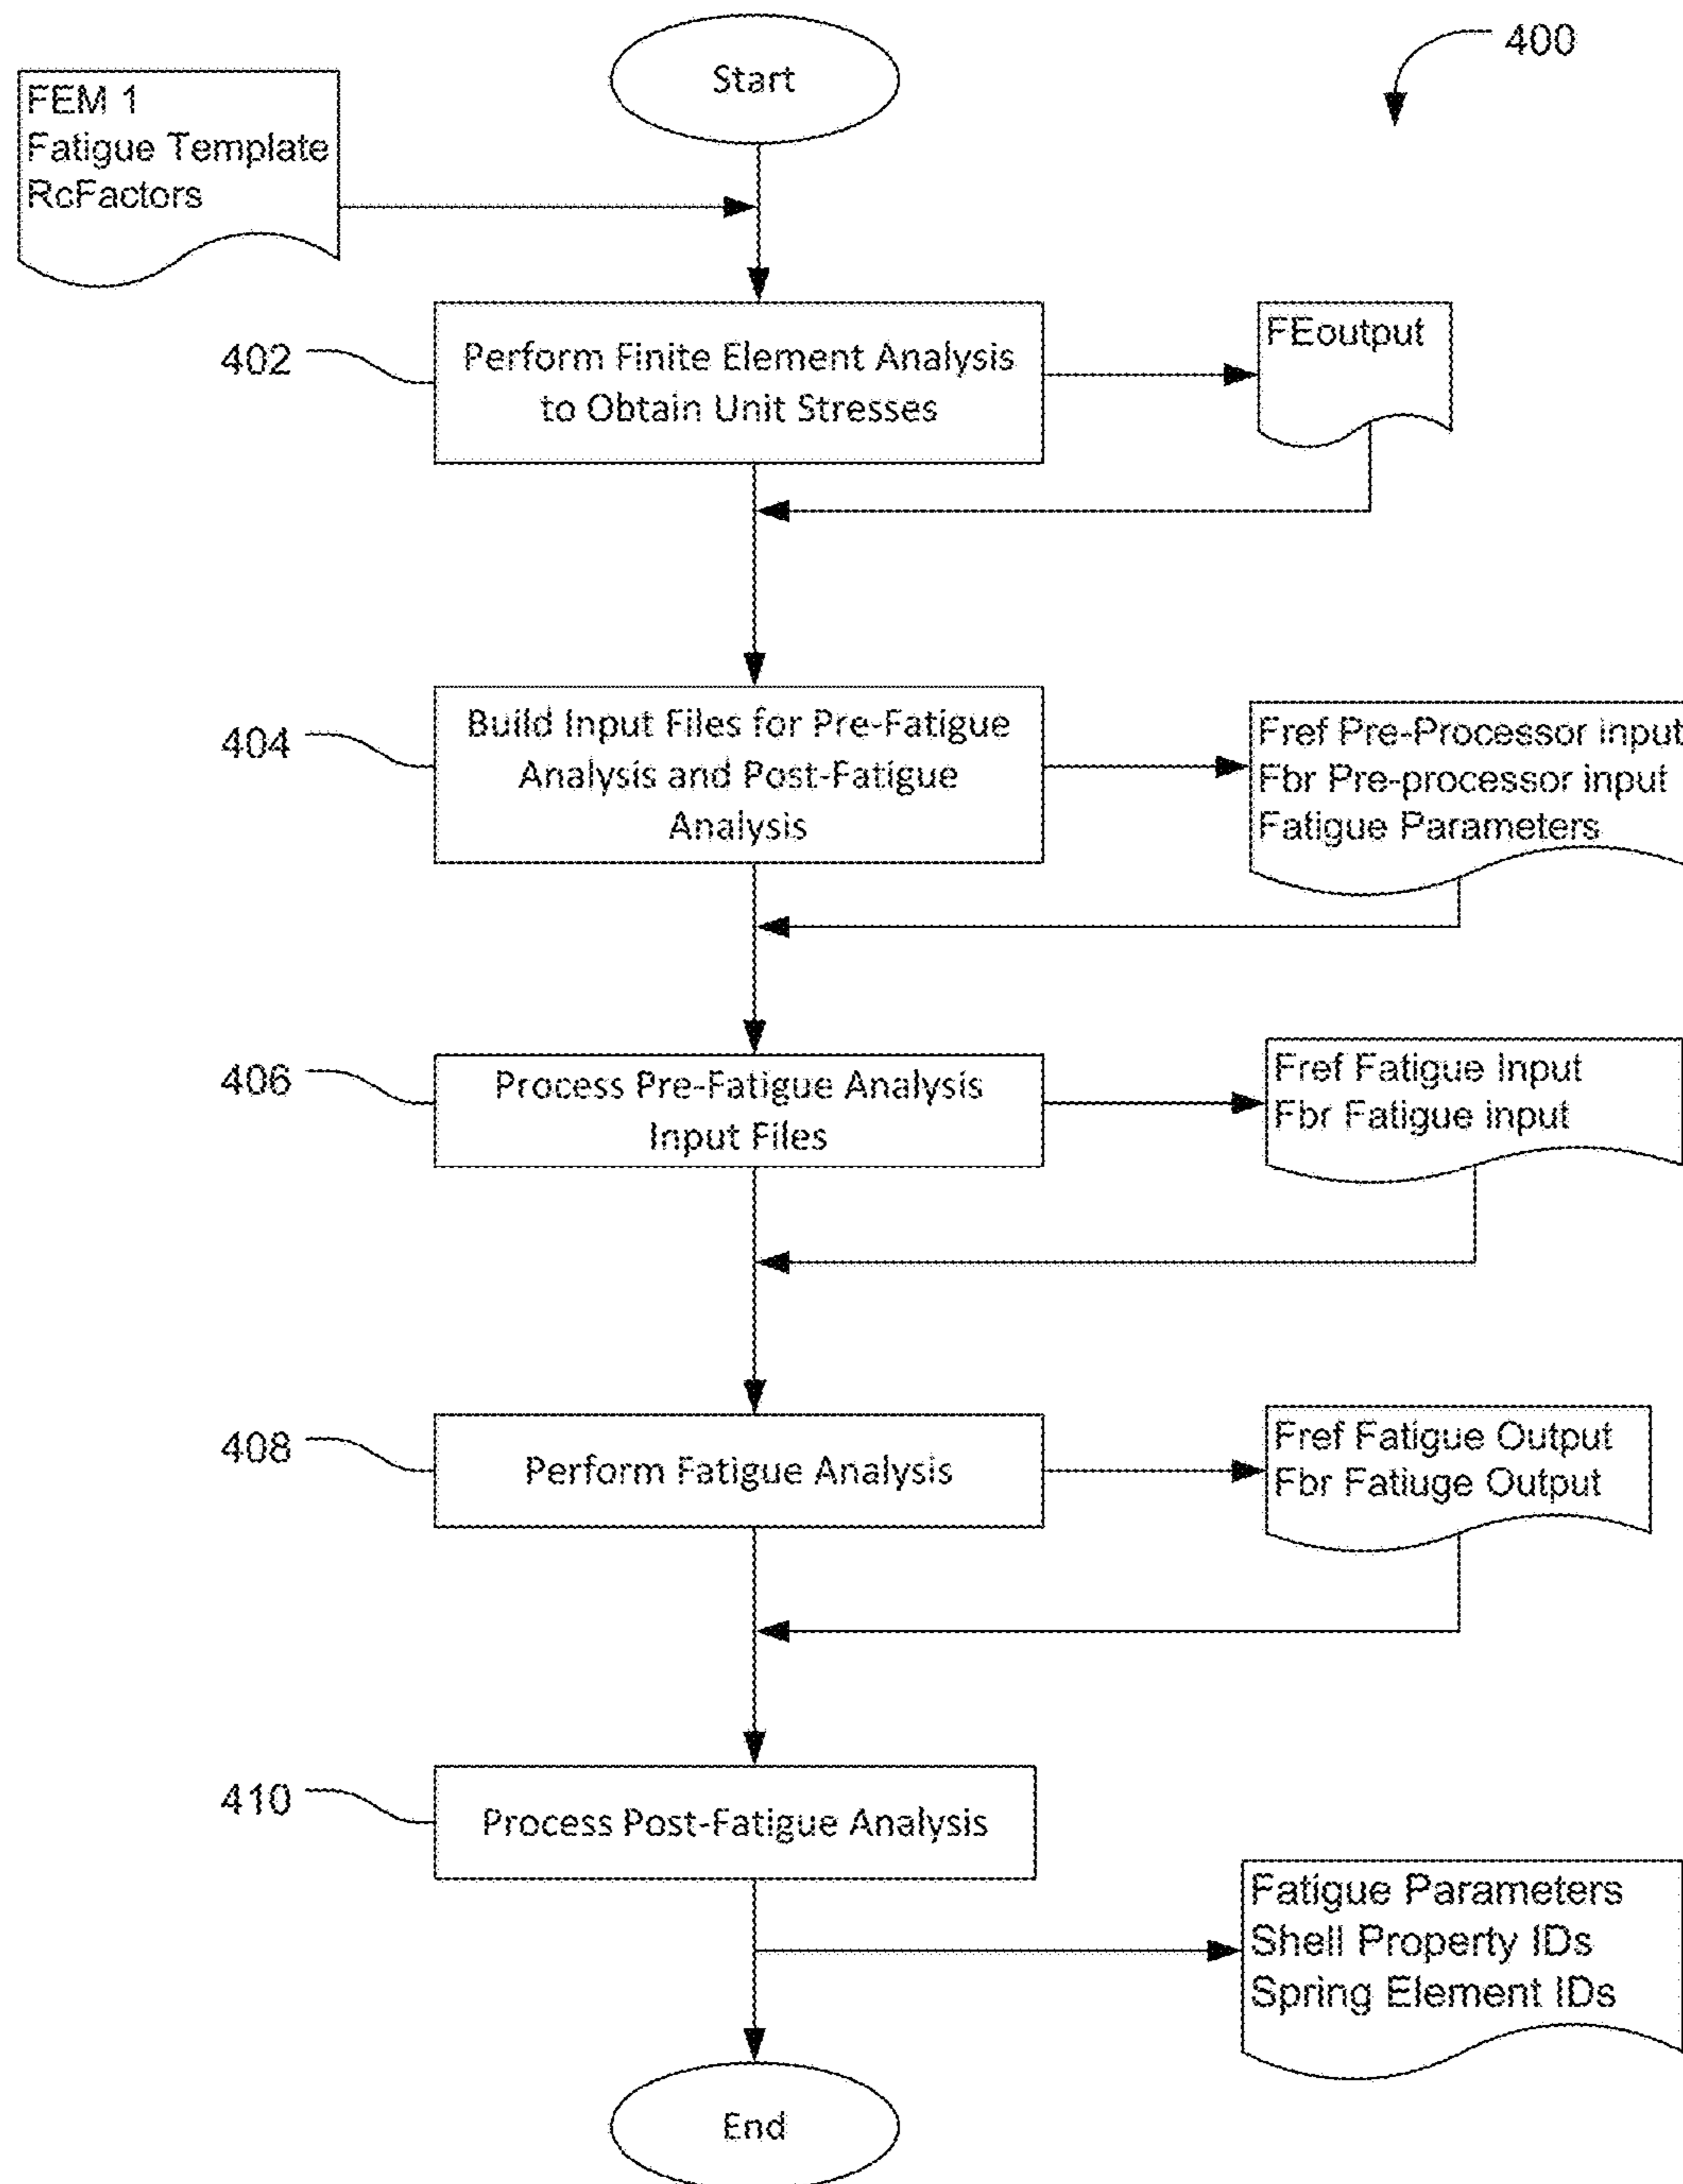 400
Start
FEM 1
Fatigue Template
RcFactors
402
Perform Finite Element Analysis
to Obtain Unit Stresses
FEoutput
404
Build Input Files for Pre-Fatigue
Analysis and Post-Fatigue
Analysis
Fref Pre-Processor input
Fbr Pre-processor input
Fatigue Parameters
406
Process Pre-Fatigue Analysis
Input Files
Fref Fatigue Input
Fbr Fatigue input
408
Perform Fatigue Analysis
Fref Fatigue Output
Fbr Fatiuge Output
410
Process Post-Fatigue Analysis
Fatigue Parameters
Shell Property IDs
Spring Element IDs
End